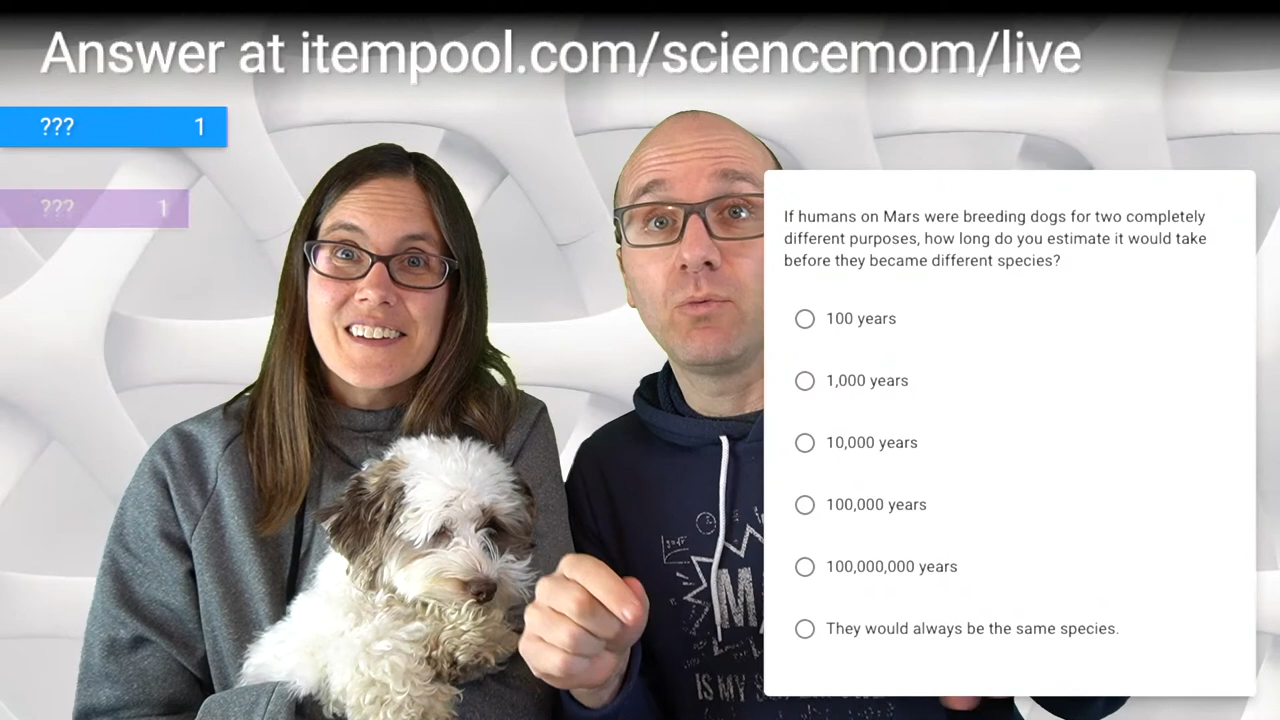 Answer at itempool.com/sciencemom/live
??? 1
??? 1
If humans on Mars were breeding dogs for two completely
different purposes, how long do you estimate it would take
before they became different species?
100 years
1,000 years
10,000 years
100,000 years
100,000,000 years
They would always be the same species.
IS MY